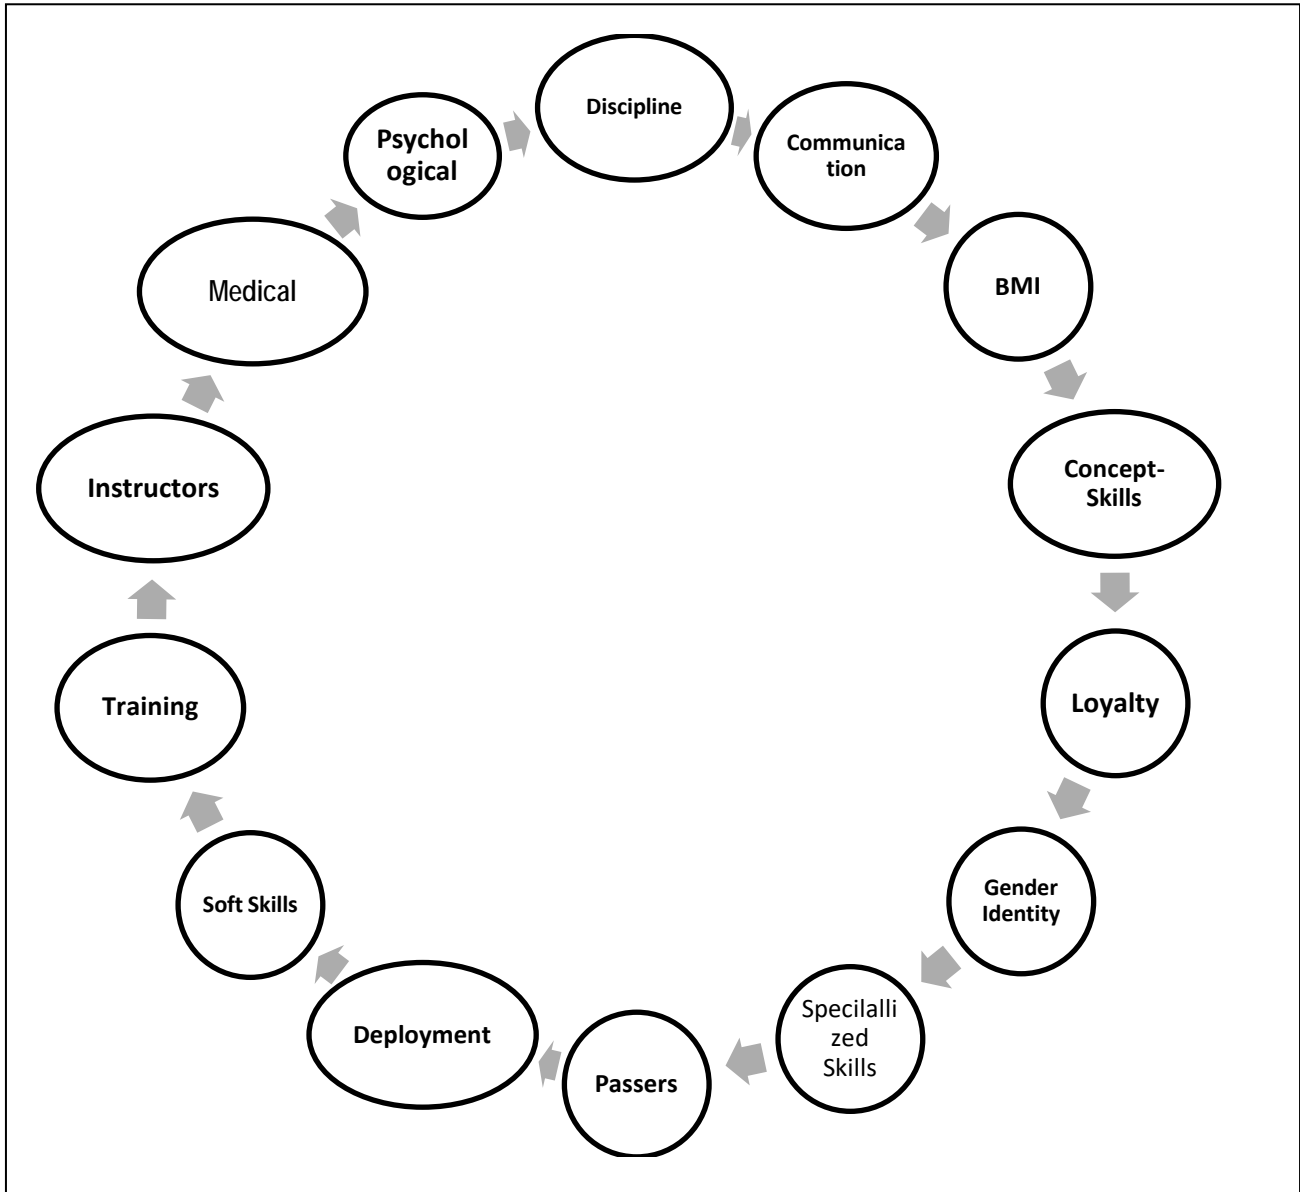 Discipline
Communica
tion
BMI
Concept-
Skills
Loyalty
Gender
Identity
Specilalli
zed
Skills
Passers
Deployment
Soft Skills
Training
Instructors
Medical
Psychol
ogical